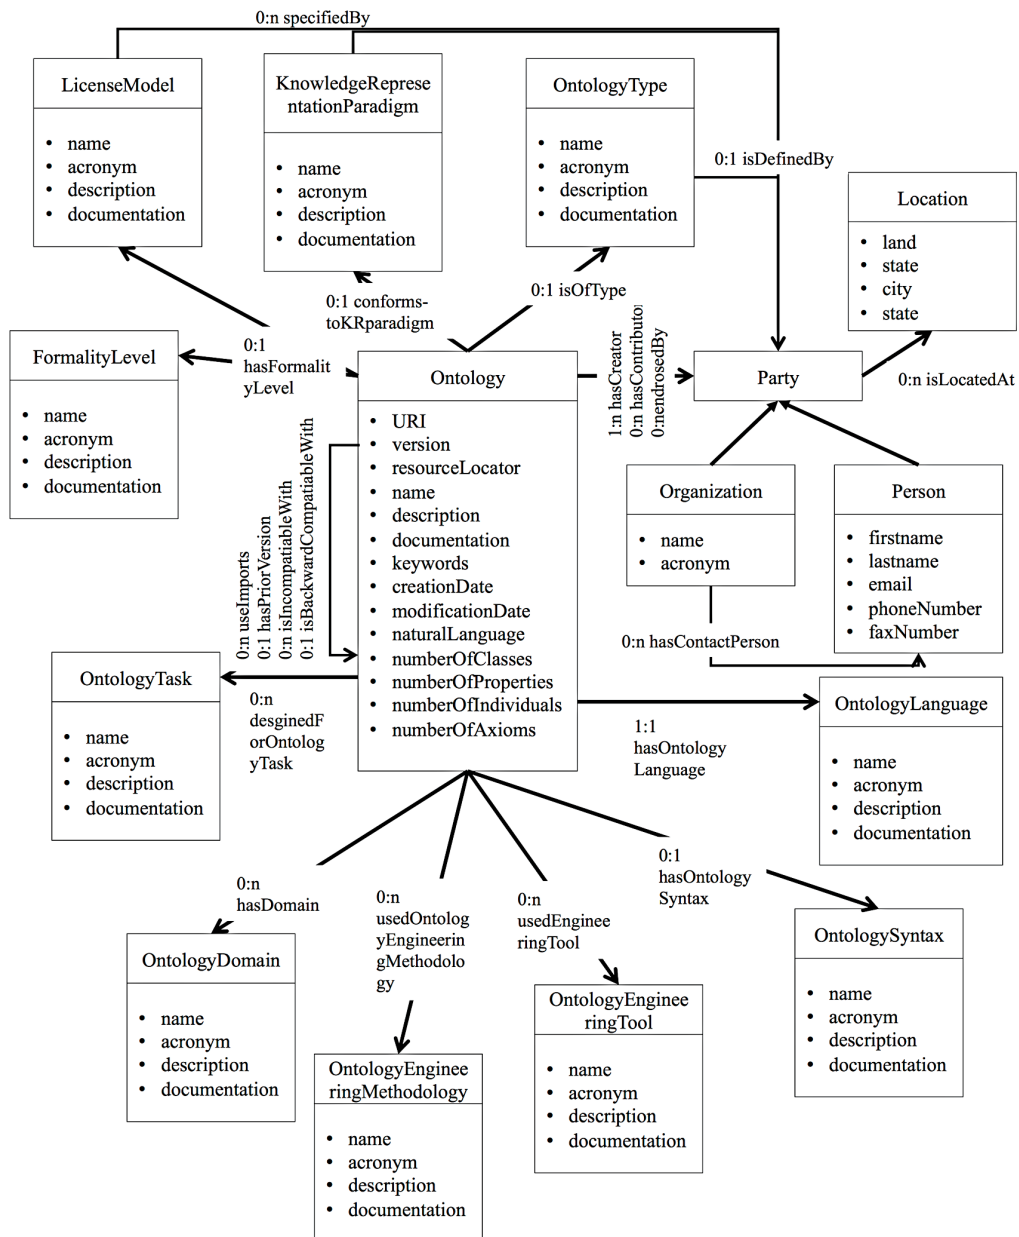 0:n specifiedBy
LicenseModel
• name
• acronym
• description
• documentation
KnowledgeReprese
ntationParadigm
• name
• acronym
• description
• documentation
OntologyType
• name
• acronym
• description
• documentation
0:1 isDefinedBy
Location
• land
• state
• city
• state
0:1 conforms-
toKRparadigm
0:1 isOfType
FormalityLevel
• name
• acronym
• description
• documentation
0:1
hasFormalit
yLevel
Ontology
• URI
• version
• resourceLocator
• name
• description
• documentation
• keywords
• creationDate
• modificationDate
• naturalLanguage
• numberOfClasses
• numberOfProperties
• numberOfIndividuals
• numberOfAxioms
1:n hasCreator
0:n hasContributor
0:nendrosedBy
Party
0:n isLocatedAt
Organization
• name
• acronym
Person
• firstname
• lastname
• email
• phoneNumber
• faxNumber
0:n hasContactPerson
0:n useImports
0:1 hasPriorVersion
0:n isIncompatiableWith
0:1 isBackwardCompatiableWith
OntologyTask
• name
• acronym
• description
• documentation
0:n
desginedF
orOntolog
yTask
1:1
hasOntology
Language
OntologyLanguage
• name
• acronym
• description
• documentation
0:n
hasDomain
0:n
usedOntolog
yEngineerin
gMethodolo
gy
0:n
usedEnginee
ringTool
0:1
hasOntology
Syntax
OntologyDomain
• name
• acronym
• description
• documentation
OntologyEnginee
ringMethodology
• name
• acronym
• description
• documentation
OntologyEnginee
ringTool
• name
• acronym
• description
• documentation
OntologySyntax
• name
• acronym
• description
• documentation